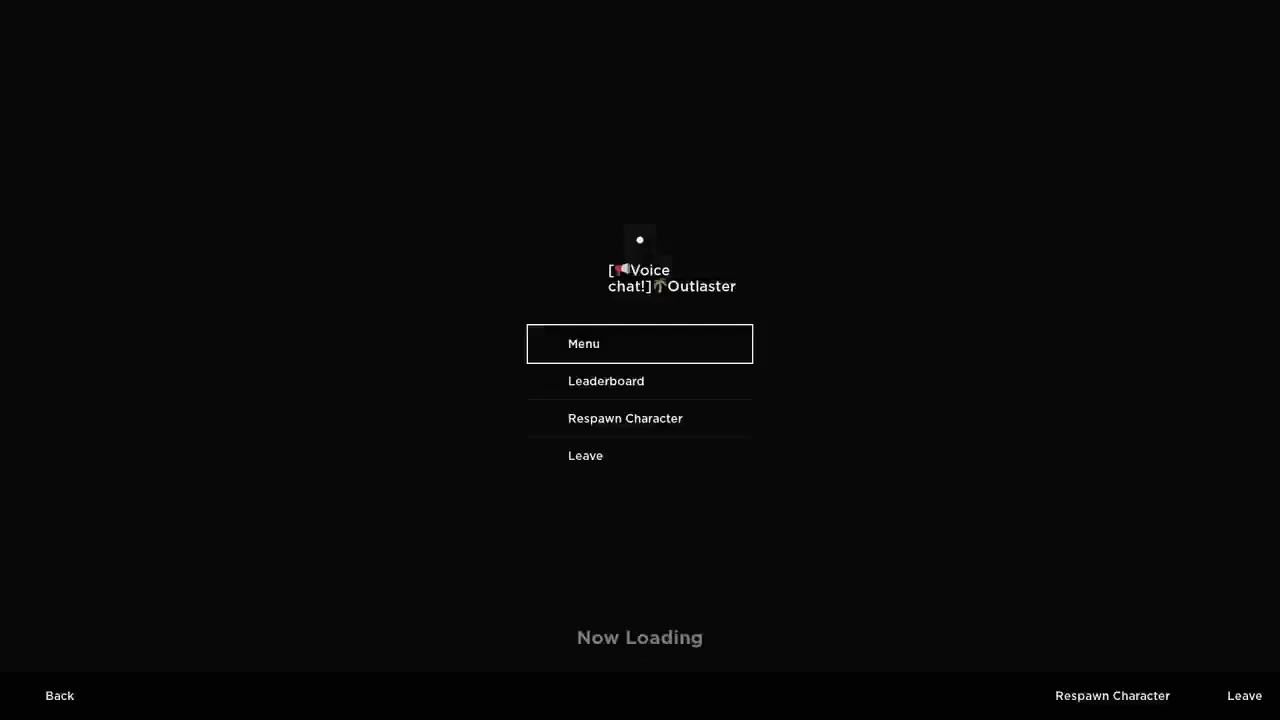 [📢Voice
chat!]🌴Outlaster
Menu
Leaderboard
Respawn Character
Leave
Now Loading
Back
Respawn Character
Leave